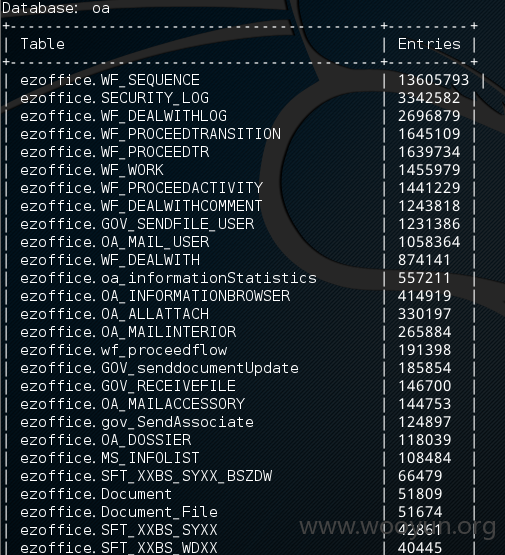 Database: oa
+---------------------------------------+---------+
| Table | Entries |
+---------------------------------------+---------+
| ezoffice.WF_SEQUENCE | 13605793 |
| ezoffice.SECURITY_LOG | 3342582 |
| ezoffice.WF_DEALWITHLOG | 2696879 |
| ezoffice.WF_PROCEEDTRANSITION | 1645109 |
| ezoffice.WF_PROCEEDTR | 1639734 |
| ezoffice.WF_WORK | 1455979 |
| ezoffice.WF_PROCEEDACTIVITY | 1441229 |
| ezoffice.WF_DEALWITHCOMMENT | 1243818 |
| ezoffice.GOV_SENDFILE_USER | 1231386 |
| ezoffice.OA_MAIL_USER | 1058364 |
| ezoffice.WF_DEALWITH | 874141 |
| ezoffice.oa_informationStatistics | 557211 |
| ezoffice.OA_INFORMATIONBROWSER | 414919 |
| ezoffice.OA_ALLATTACH | 330197 |
| ezoffice.OA_MAILINTERIOR | 265884 |
| ezoffice.wf_proceedflow | 191398 |
| ezoffice.GOV_senddocumentUpdate | 185854 |
| ezoffice.GOV_RECEIVEFILE | 146700 |
| ezoffice.OA_MAILACCESSORY | 144753 |
| ezoffice.gov_SendAssociate | 124897 |
| ezoffice.OA_DOSSIER | 118039 |
| ezoffice.MS_INFOLIST | 108484 |
| ezoffice.SFT_XXBS_SYXX_BSZDW | 66479 |
| ezoffice.Document | 51809 |
| ezoffice.Document_File | 51674 |
| ezoffice.SFT_XXBS_SYXX | 42861 |
| ezoffice.SFT_XXBS_WDXX | 40445 |
www.wooyun.org